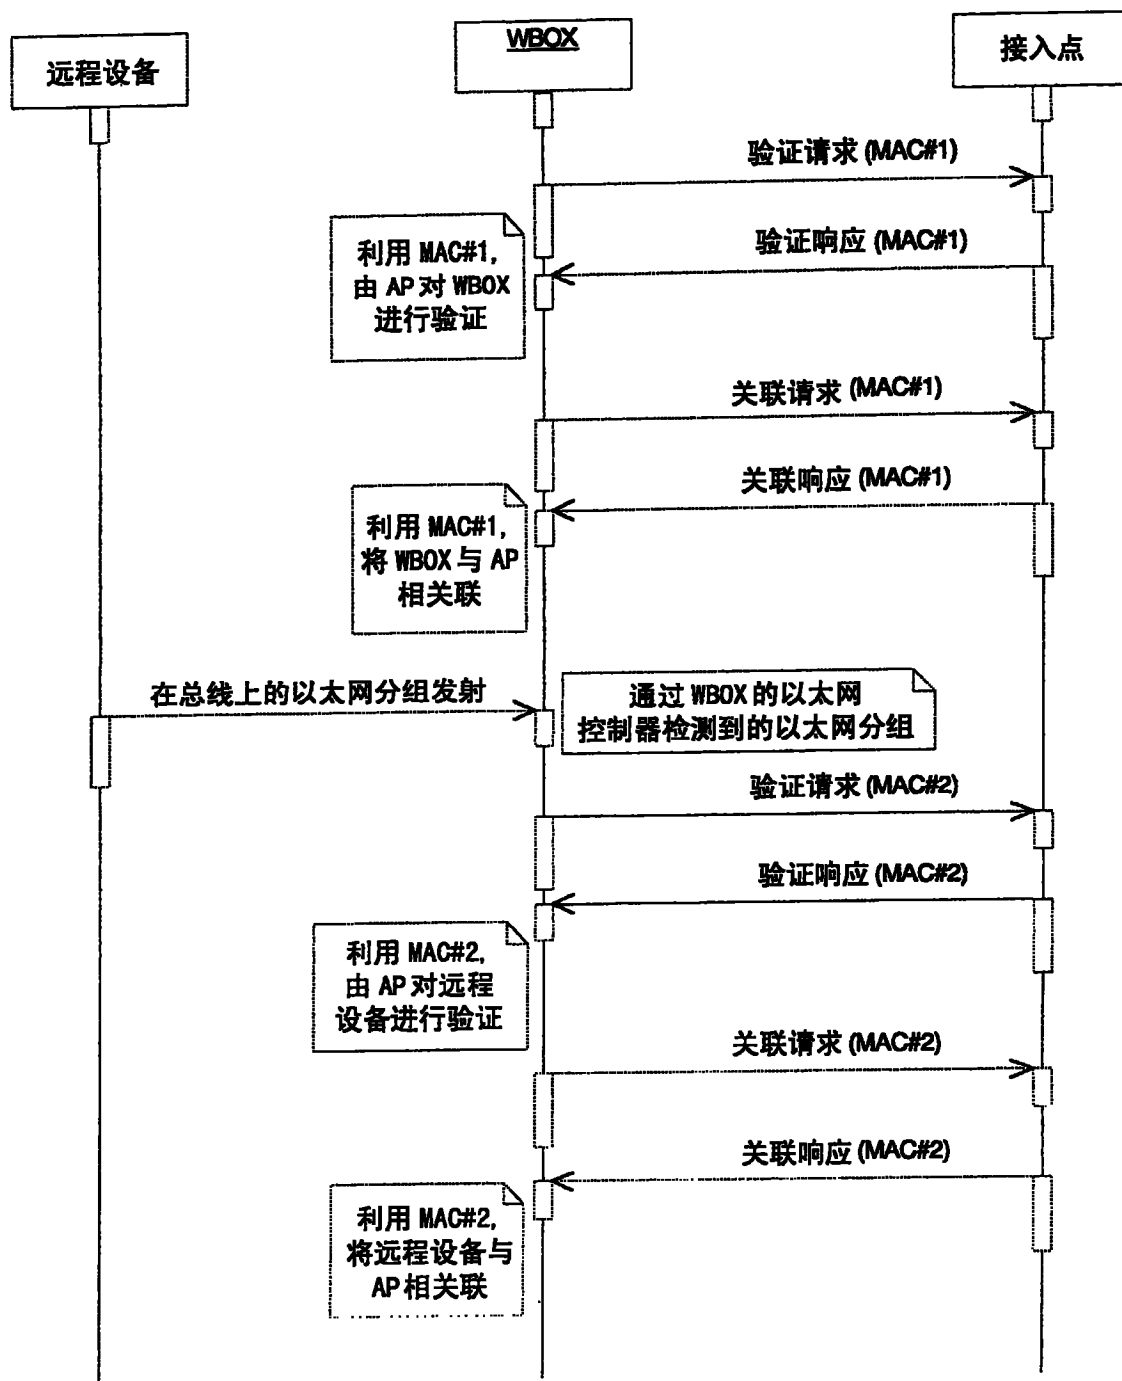 远程设备
WBOX
接入点
验证请求 (MAC#1)
利用 MAC#1,
由 AP 对 WBOX
进行验证
验证响应 (MAC#1)
关联请求 (MAC#1)
关联响应 (MAC#1)
利用 MAC#1,
将 WBOX 与 AP
相关联
在总线上的以太网分组发射
通过 WBOX 的以太网
控制器检测到的以太网分组
验证请求 (MAC#2)
验证响应 (MAC#2)
利用 MAC#2,
由 AP 对远程
设备进行验证
关联请求 (MAC#2)
关联响应 (MAC#2)
利用 MAC#2,
将远程设备与
AP 相关联